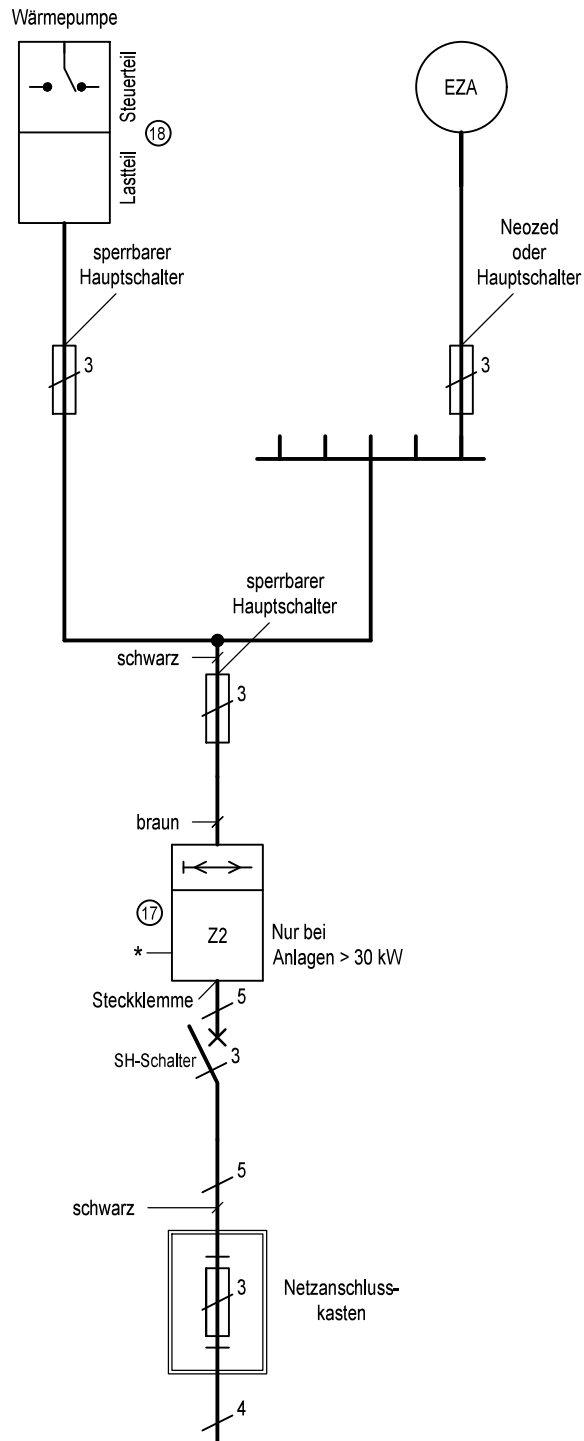 Wärmepumpe
Steuerteil
Lastteil
18
EZA
sperrbarer
Hauptschalter
3
Neozed
oder
Hauptschalter
3
sperrbarer
Hauptschalter
schwarz
3
braun
17
*
Z2
Nur bei
Anlagen > 30 kW
Steckklemme
5
SH-Schalter
3
5
schwarz
3
Netzanschluss-
kasten
4